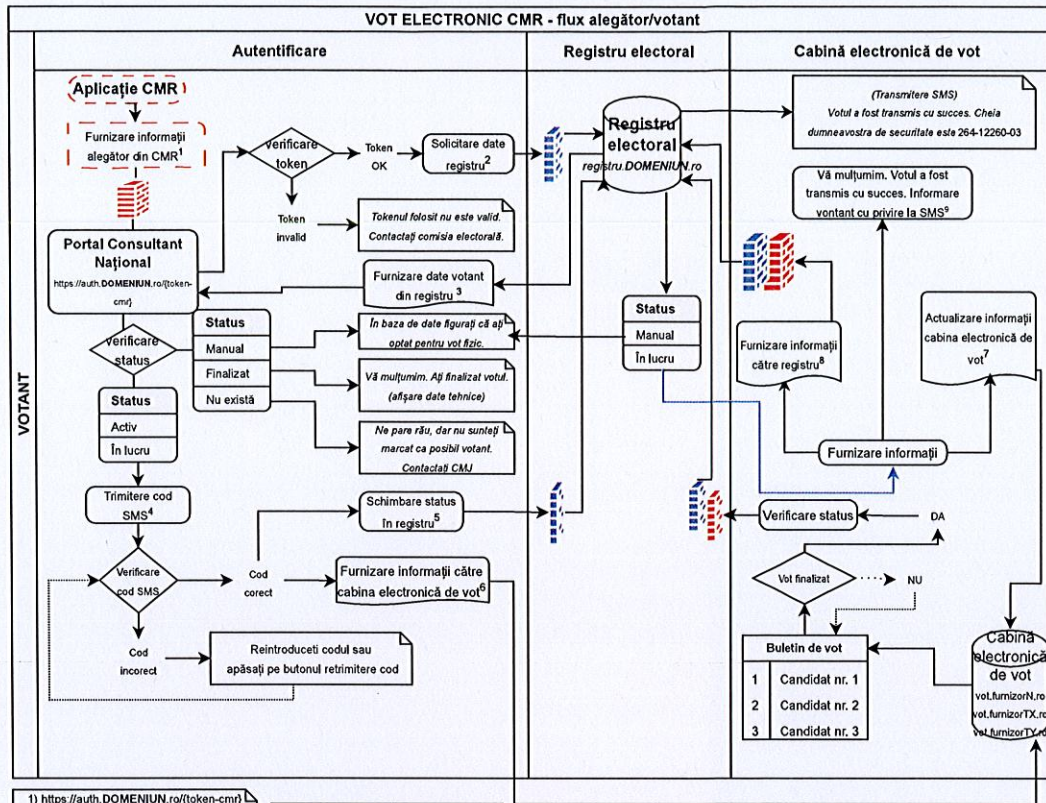 VOT ELECTRONIC CMR - flux alegător/votant
VOTANT
Autentificare
Registru electoral
Cabină electronică de vot
Aplicație CMR
Furnizare informații
alegător din CMR1
Portal Consultant
Național
https://auth.DOMENIUN.ro/{token-
cmr}
verificare
token
Token
OK
Solicitare date
registru2
Token
invalid
Tokenul folosit nu este valid.
Contactați comisia electorală.
Furnizare date votant
din registru 3
verificare
status
Status
Manual
Finalizat
Nu există
În baza de date figurați că ați
optat pentru vot fizic.
Vă mulțumim. Ați finalizat votul.
(afișare date tehnice)
Ne pare rău, dar nu sunteți
marcat ca posibil votant.
Contactați CMJ
Status
Activ
În lucru
Trimitere cod
SMS4
Verificare
cod SMS
Cod
corect
Schimbare status
în registru5
Furnizare informații către
cabina electronică de vot6
Cod
incorect
Reintroduceti codul sau
apăsați pe butonul retrimitere cod
Registru
electoral
registru.DOMENIUN.ro
Status
Manual
În lucru
(Transmitere SMS)
Votul a fost transmis cu succes. Cheia
dumneavostra de securitate este 264-12260-03
Vă mulțumim. Votul a fost
transmis cu succes. Informare
vontant cu privire la SMS9
Furnizare informații
către registru8
Actualizare informații
cabina electronică de
vot7
Furnizare informații
Verificare status
DA
Vot finalizat
NU
Buletin de vot
1 Candidat nr. 1
2 Candidat nr. 2
3 Candidat nr. 3
Cabină
electronică
de vot
vot.furnizorN.ro
vot.furnizorTX.ro
vot.furnizorTY.ro
1) https://auth.DOMENIUN.ro/{token-cmr}